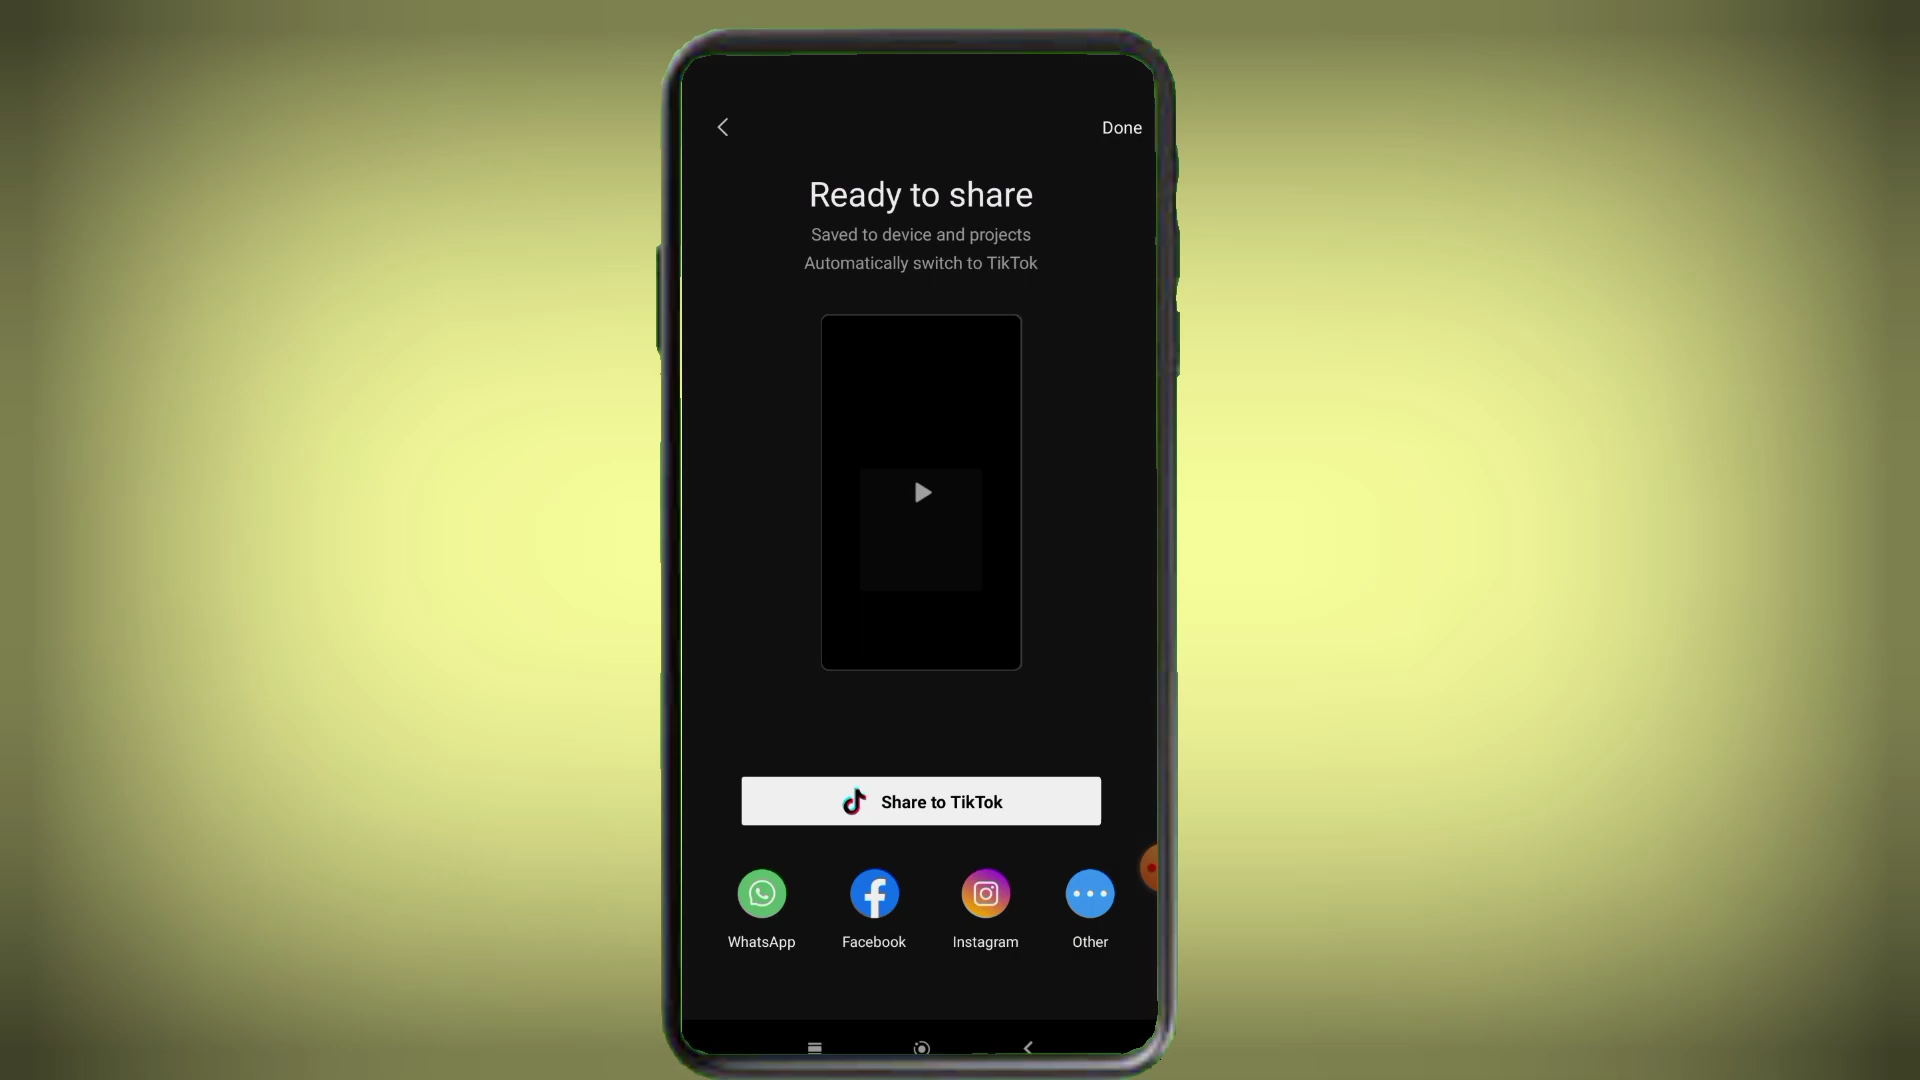 Done
Ready to share
Saved to device and projects
Automatically switch to TikTok
Share to TikTok
WhatsApp
Facebook
Instagram
Other